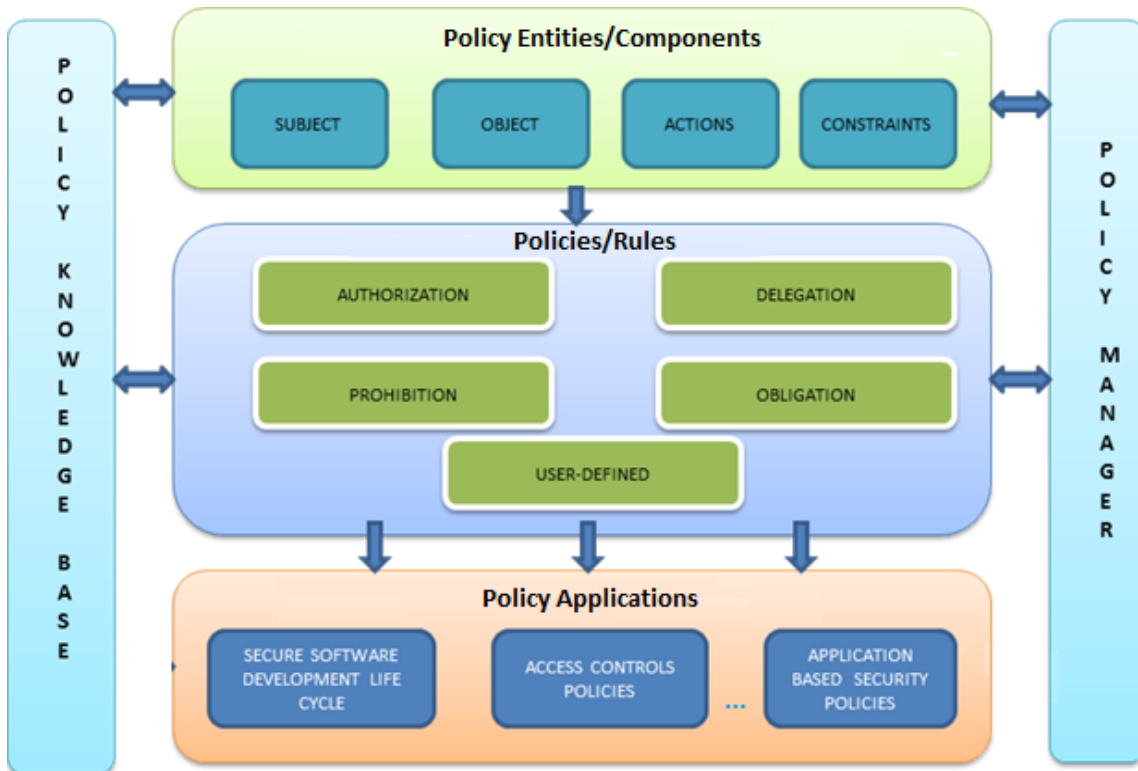 POLICY KNOWLEDGE BASE
Policy Entities/Components
SUBJECT
OBJECT
ACTIONS
CONSTRAINTS
Policies/Rules
AUTHORIZATION
DELEGATION
PROHIBITION
OBLIGATION
USER-DEFINED
Policy Applications
SECURE SOFTWARE
DEVELOPMENT LIFE
CYCLE
ACCESS CONTROLS
POLICIES
...
APPLICATION
BASED SECURITY
POLICIES
POLICY MANAGER